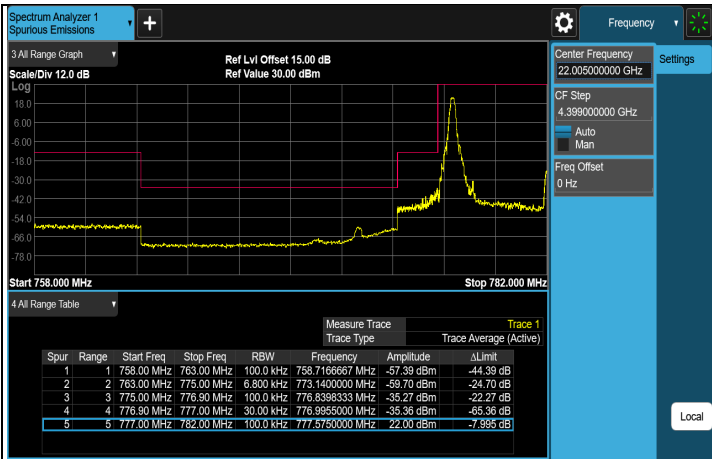 Spectrum Analyzer 1
Spurious Emissions
Frequency
3 All Range Graph
Ref Lvl Offset 15.00 dB
Scale/Div 12.0 dB
Ref Value 30.00 dBm
Log
18.0
6.00
-6.00
-18.0
-30.0
-42.0
-54.0
-66.0
-78.0
Start 758.000 MHz
Stop 782.000 MHz
4 All Range Table
Measure Trace Trace 1
Trace Type Trace Average (Active)
Spur Range Start Freq Stop Freq RBW Frequency Amplitude ΔLimit
1 1 758.00 MHz 763.00 MHz 100.0 kHz 758.7166667 MHz -57.39 dBm -44.39 dB
2 2 763.00 MHz 775.00 MHz 6.800 kHz 773.1400000 MHz -59.70 dBm -24.70 dB
3 3 775.00 MHz 776.90 MHz 100.0 kHz 776.8398333 MHz -35.27 dBm -22.27 dB
4 4 776.90 MHz 777.00 MHz 30.00 kHz 776.9955000 MHz -35.36 dBm -65.36 dB
5 5 777.00 MHz 782.00 MHz 100.0 kHz 777.5750000 MHz 22.00 dBm -7.995 dB
Center Frequency
22.005000000 GHz
Settings
CF Step
4.399000000 GHz
Auto
Man
Freq Offset
0 Hz
Local